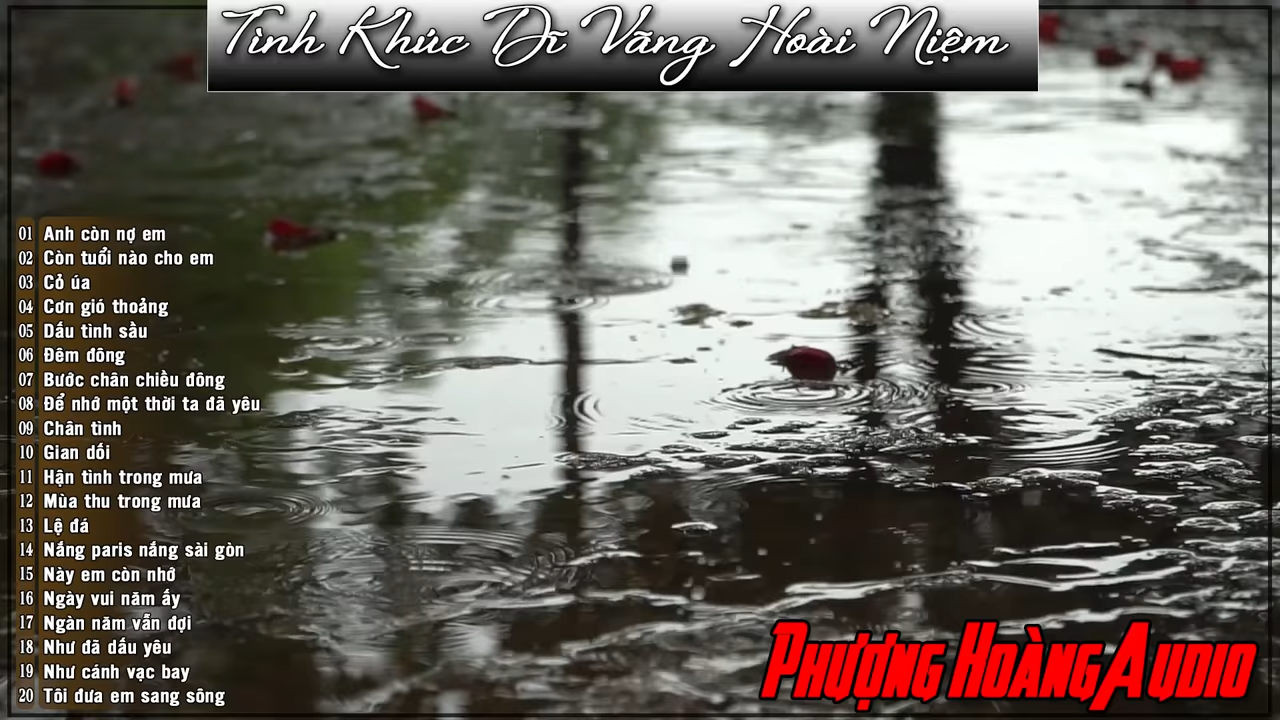 Tình Khúc Dĩ Vãng Hoài Niệm
01 Anh còn nợ em
02 Còn tuổi nào cho em
03 Cỏ úa
04 Cơn gió thoảng
05 Dấu tình sầu
06 Đêm đông
07 Bước chân chiều đông
08 Để nhớ một thời ta đã yêu
09 Chân tình
10 Gian dối
11 Hận tình trong mưa
12 Mùa thu trong mưa
13 Lệ đá
14 Nắng paris nắng sài gòn
15 Này em còn nhớ
16 Ngày vui năm ấy
17 Ngàn năm vẫn đợi
18 Như đã dấu yêu
19 Như cánh vạc bay
20 Tôi đưa em sang sông
Phượng Hoàng Audio